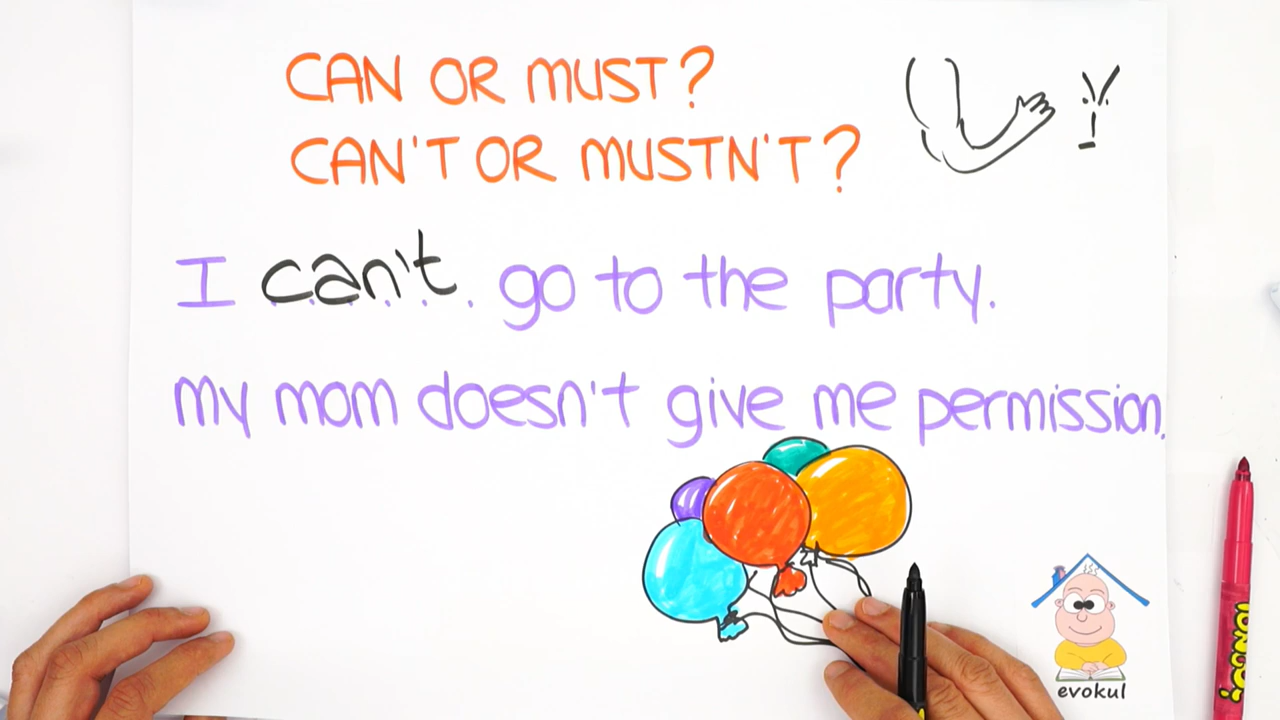 CAN OR MUST?
CAN'T OR MUSTN'T?
I can't go to the party.
My mom doesn't give me permission.
evokul